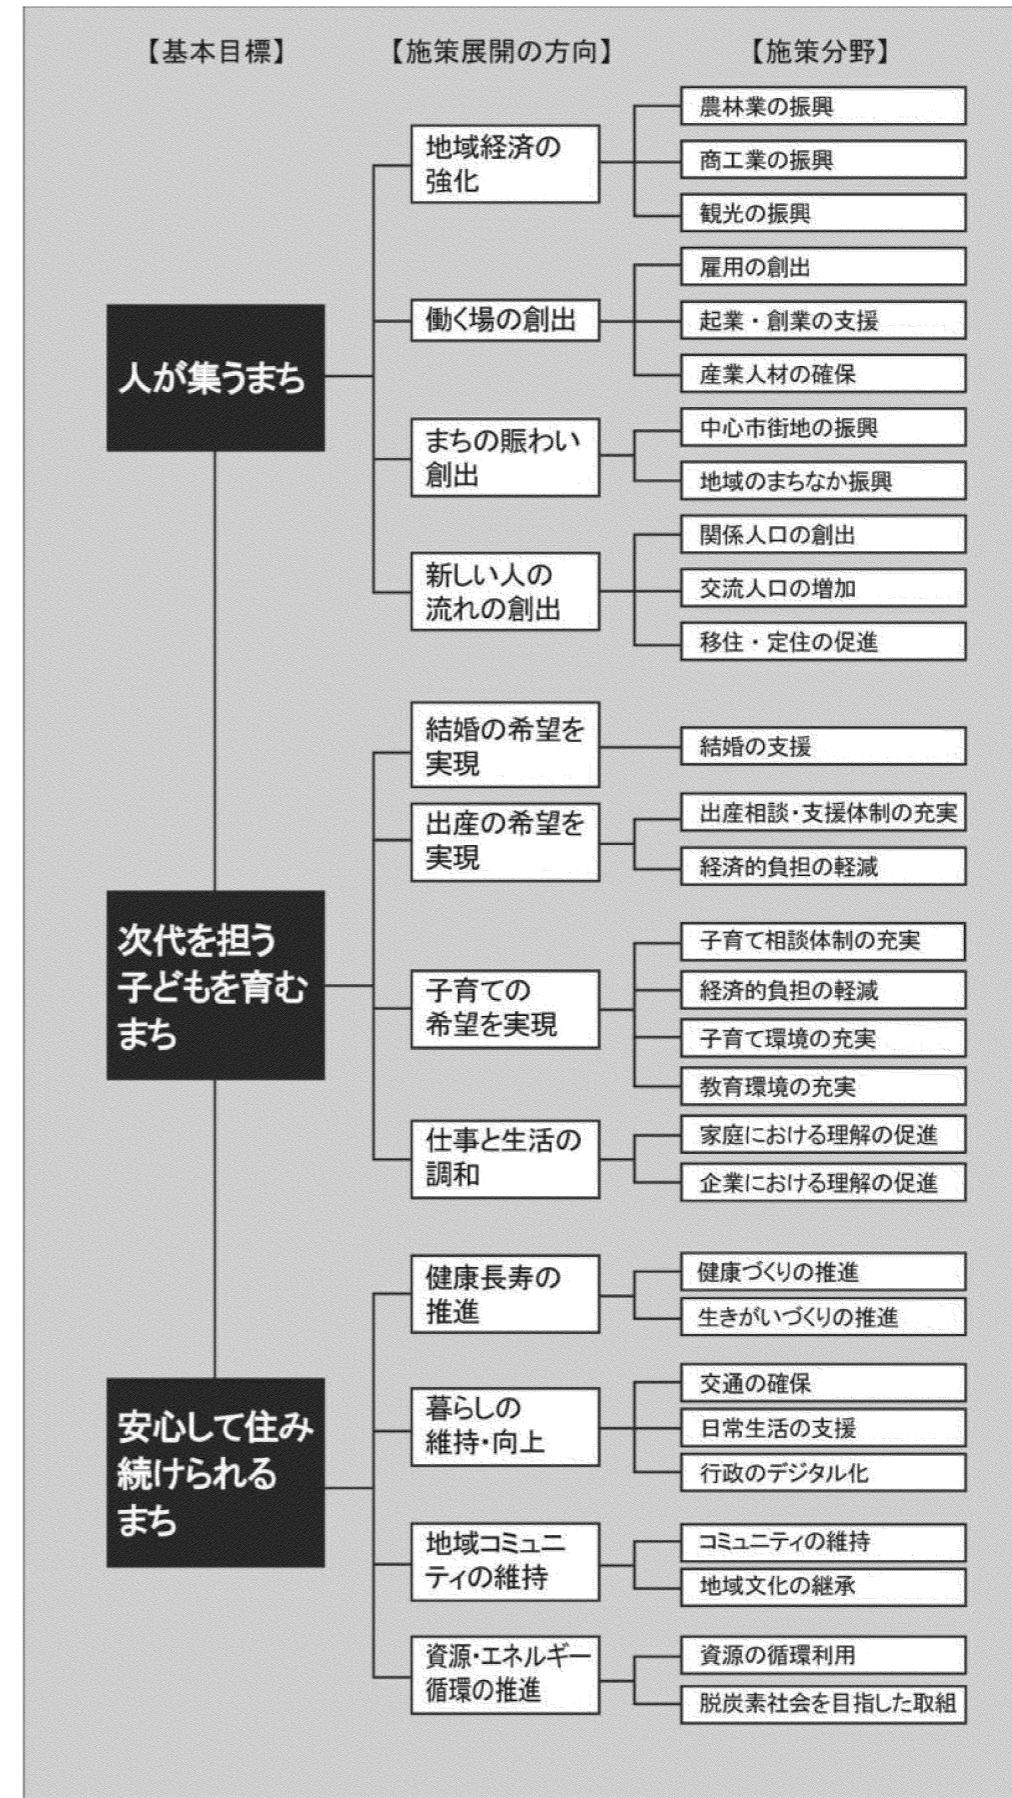 【基本目標】
【施策展開の方向】
【施策分野】
人が集うまち
地域経済の
強化
農林業の振興
商工業の振興
観光の振興
働く場の創出
雇用の創出
起業・創業の支援
産業人材の確保
まちの賑わい
創出
中心市街地の振興
地域のまちなか振興
新しい人の
流れの創出
関係人口の創出
交流人口の増加
移住・定住の促進
次代を担う
子どもを育む
まち
結婚の希望を
実現
結婚の支援
出産の希望を
実現
出産相談・支援体制の充実
経済的負担の軽減
子育ての
希望を実現
子育て相談体制の充実
経済的負担の軽減
子育て環境の充実
教育環境の充実
仕事と生活の
調和
家庭における理解の促進
企業における理解の促進
安心して住み
続けられる
まち
健康長寿の
推進
健康づくりの推進
生きがいづくりの推進
暮らしの
維持・向上
交通の確保
日常生活の支援
行政のデジタル化
地域コミュニ
ティの維持
コミュニティの維持
地域文化の継承
資源・エネルギー
循環の推進
資源の循環利用
脱炭素社会を目指した取組